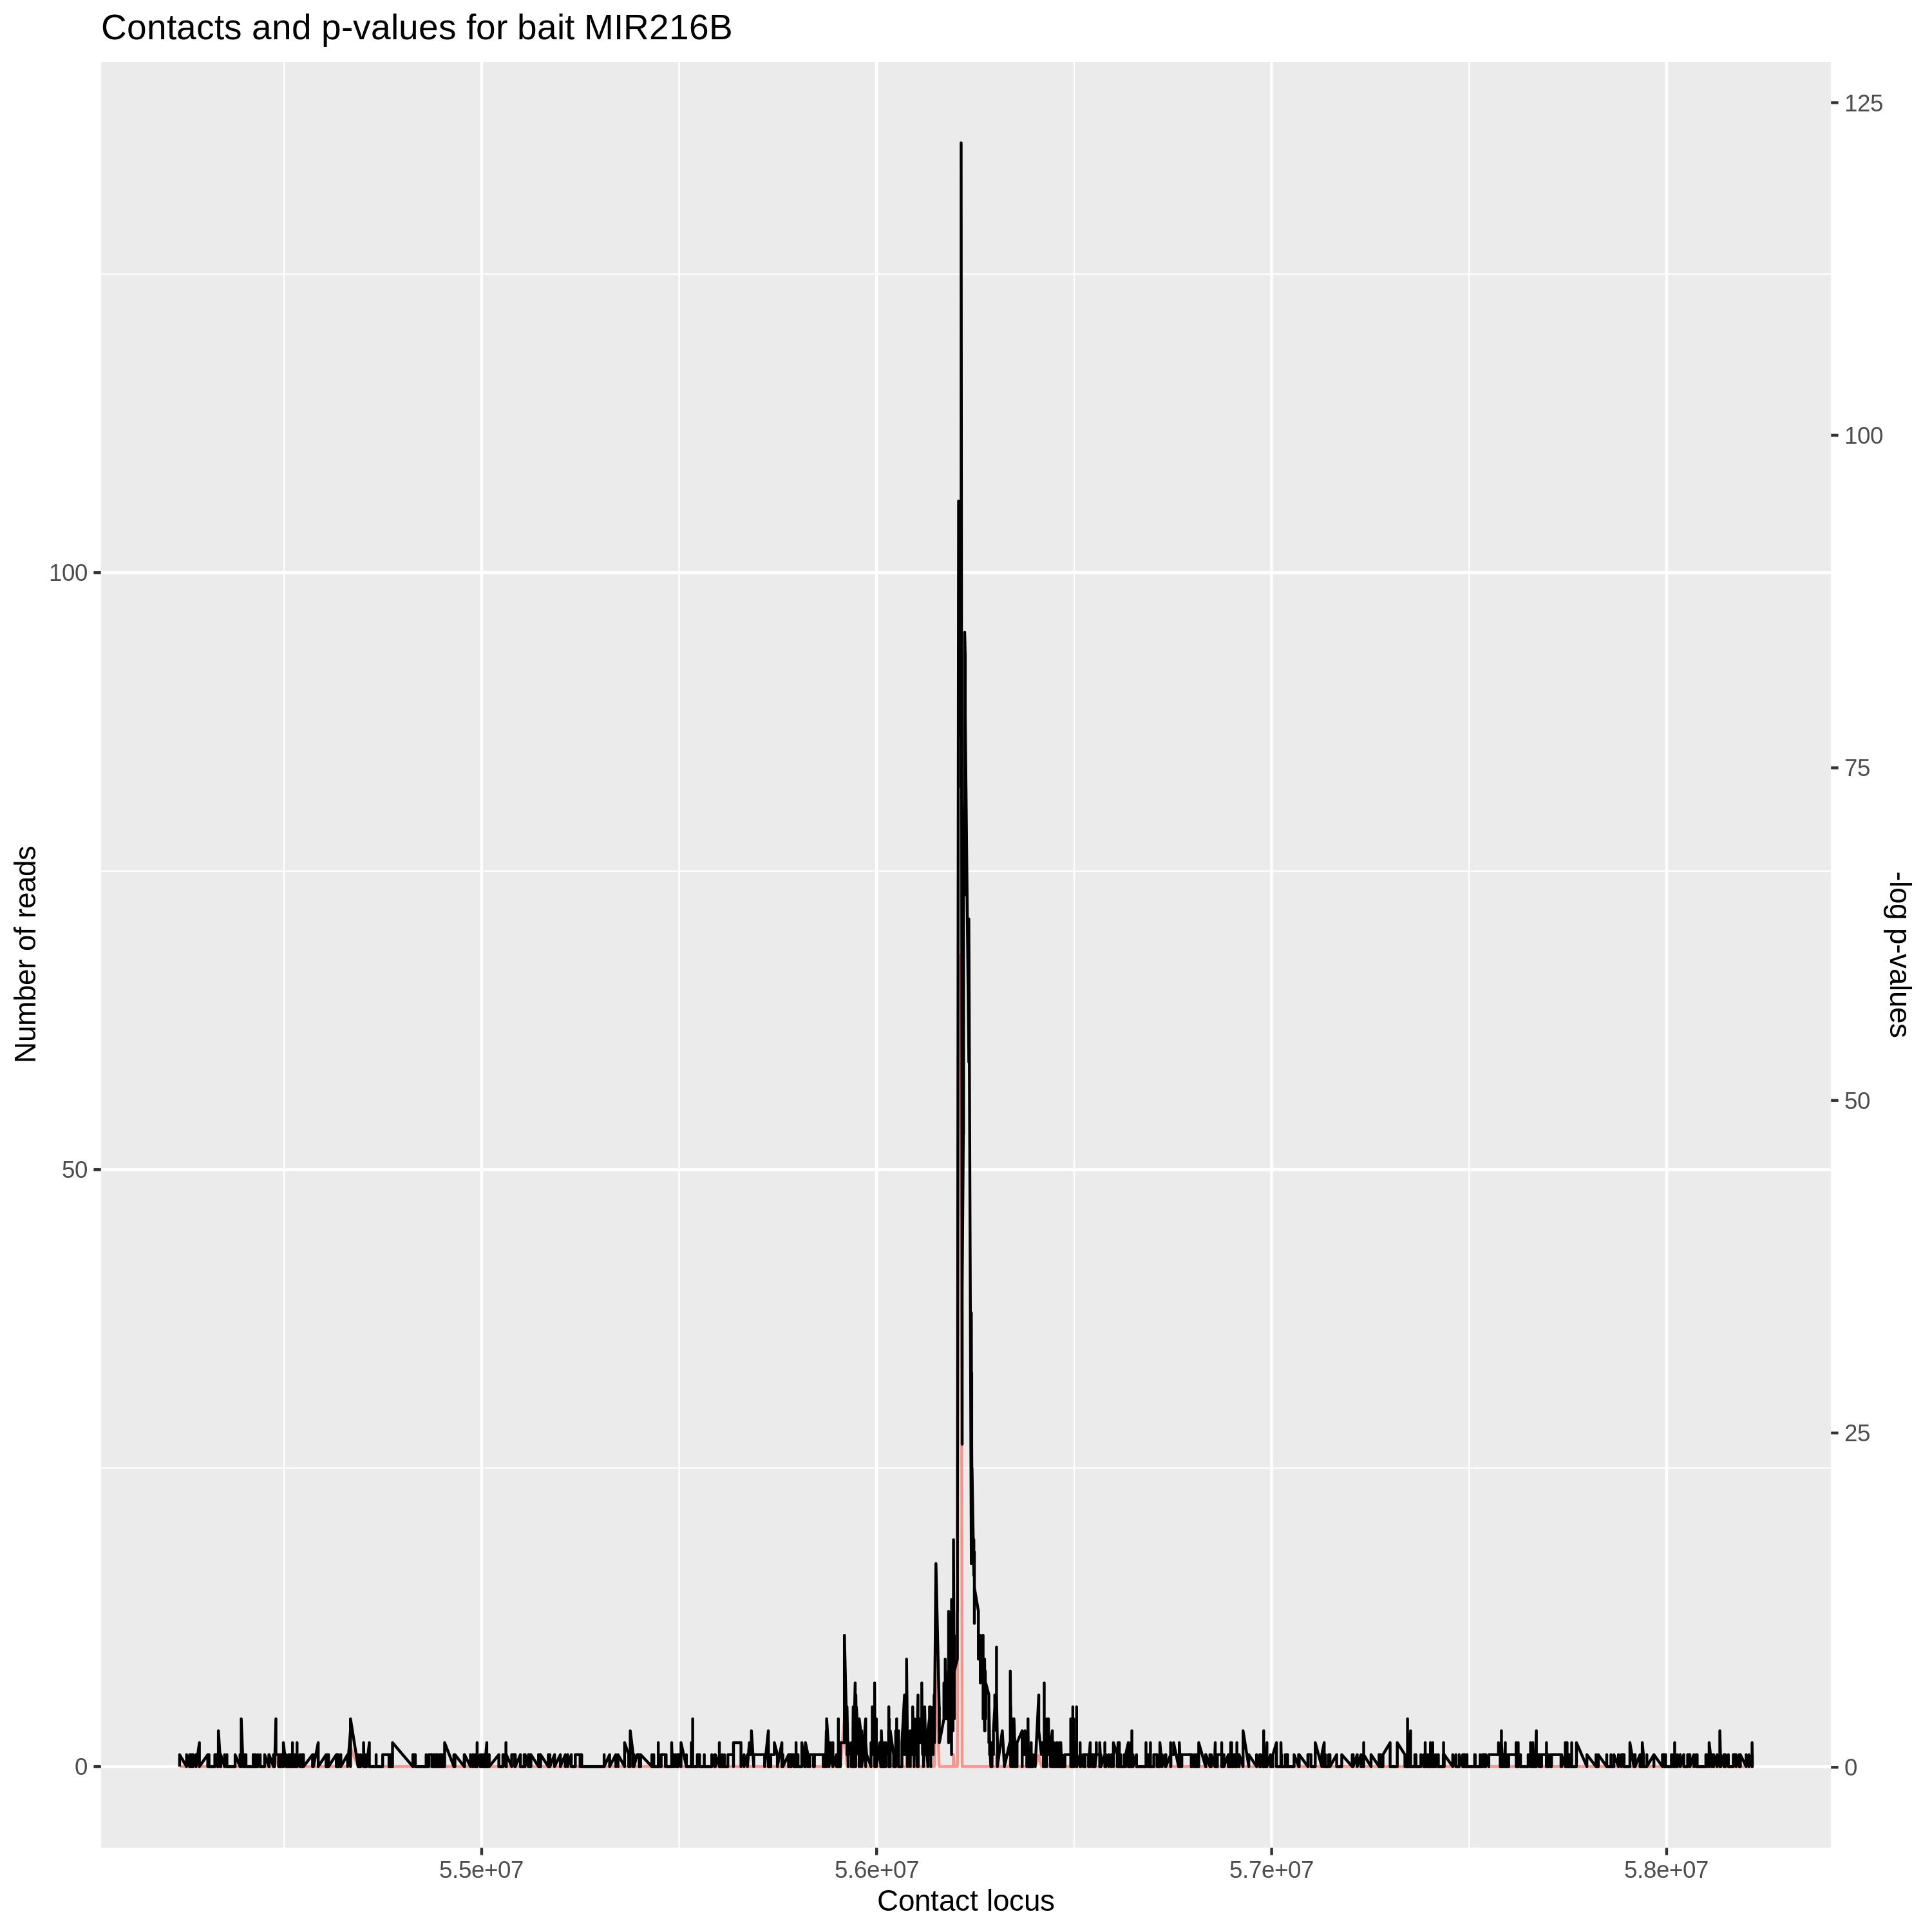 Contacts and p-values for bait MIR216B
125
100
75
50
25
0
100
50
0
Number of reads
-log p-values
5.5e+07
5.6e+07
5.7e+07
5.8e+07
Contact locus